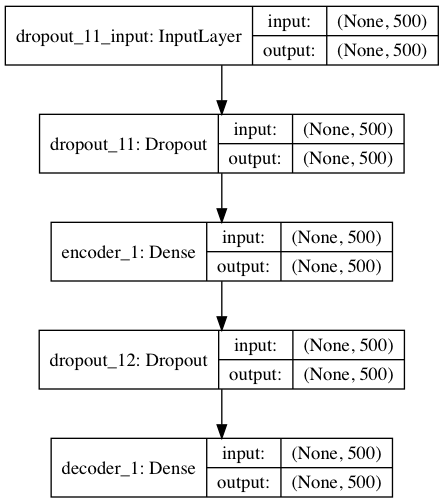 dropout_11_input: InputLayer
input: (None, 500)
output: (None, 500)
dropout_11: Dropout
input: (None, 500)
output: (None, 500)
encoder_1: Dense
input: (None, 500)
output: (None, 500)
dropout_12: Dropout
input: (None, 500)
output: (None, 500)
decoder_1: Dense
input: (None, 500)
output: (None, 500)